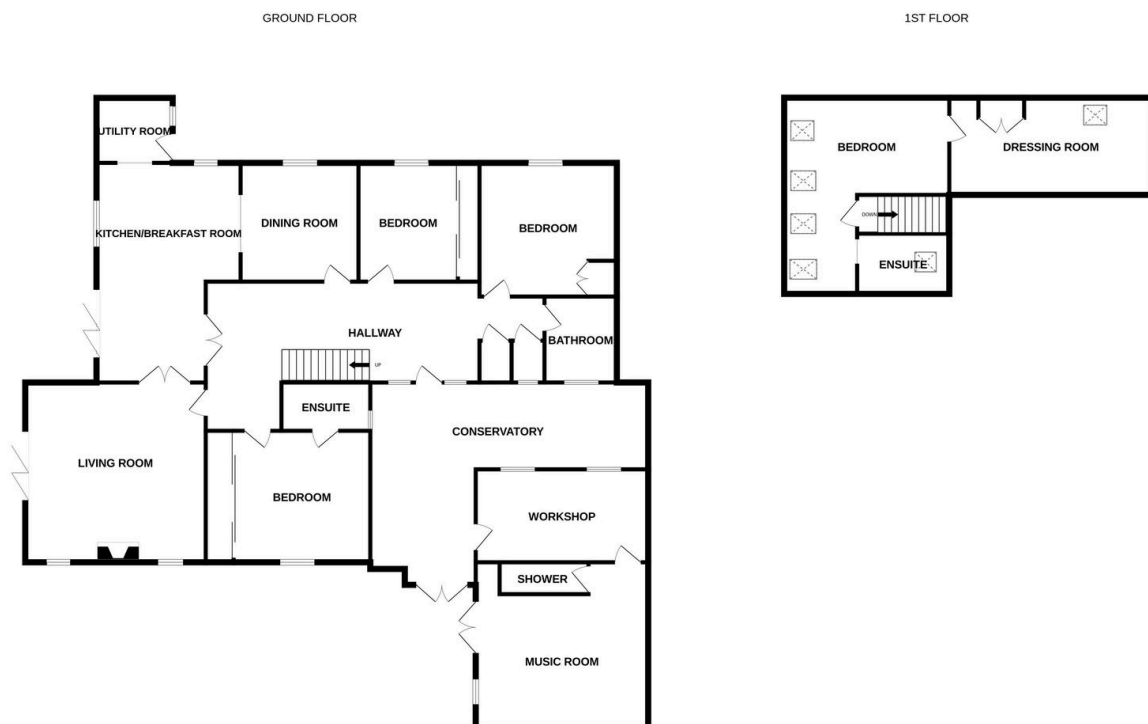 GROUND FLOOR
UTILITY ROOM
KITCHEN/BREAKFAST ROOM
DINING ROOM
BEDROOM
BEDROOM
HALLWAY
BATHROOM
UP
ENSUITE
LIVING ROOM
CONSERVATORY
BEDROOM
WORKSHOP
SHOWER
MUSIC ROOM
1ST FLOOR
BEDROOM
DRESSING ROOM
DOWN
ENSUITE